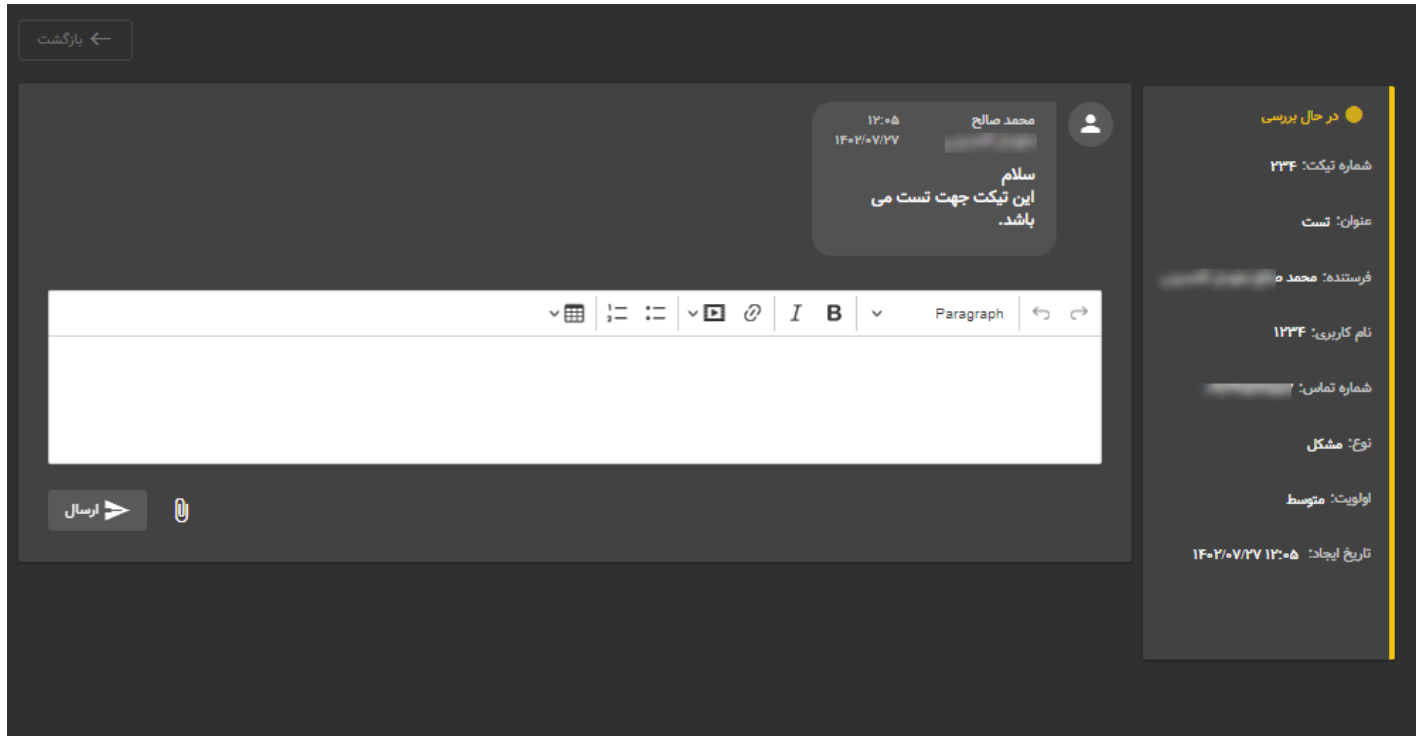 بازگشت
در حال بررسی
شماره تیکت: ۲۳۴
عنوان: تست
فرستنده: محمد
نام کاربری: ۱۲۳۴
شماره تماس:
نوع: مشکل
اولویت: متوسط
تاریخ ایجاد: ۱۲:۰۵ ۱۴۰۲/۰۷/۲۷
محمد صالح ۱۲:۰۵
۱۴۰۲/۰۷/۲۷
سلام
این تیکت جهت تست می
باشد.
Paragraph
ارسال